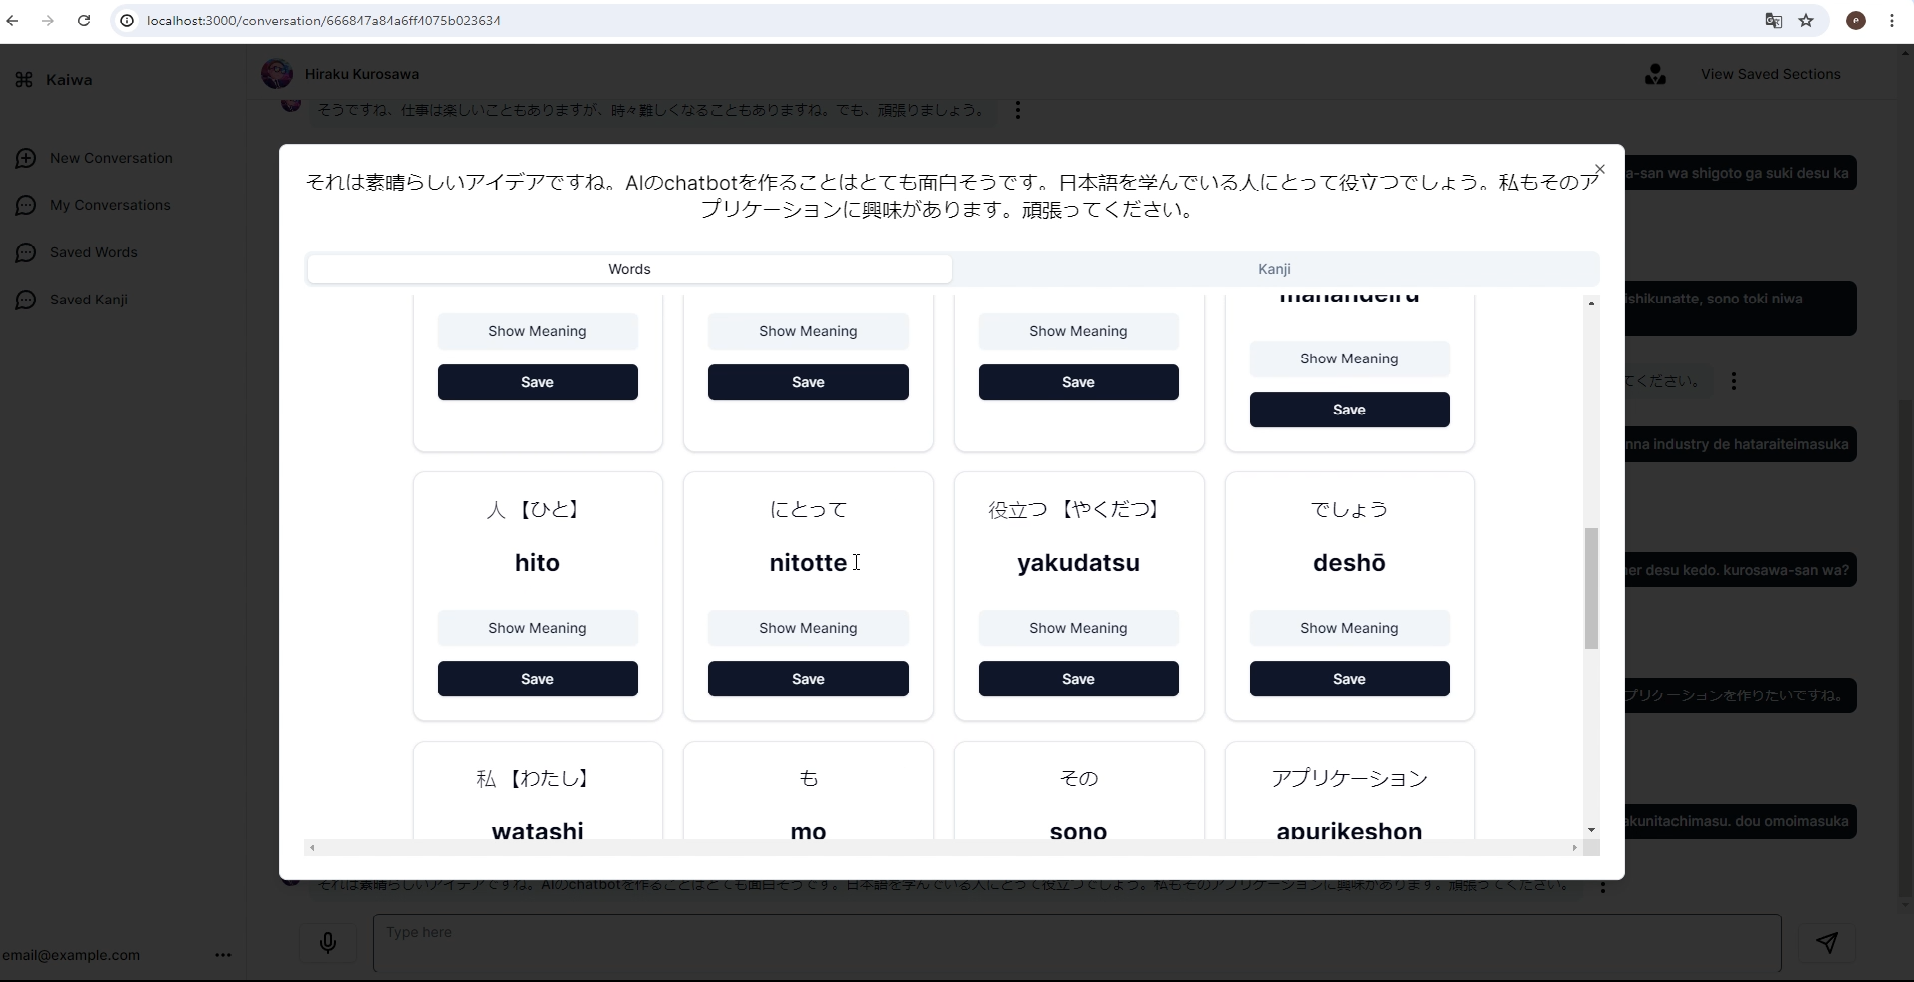 localhost:3000/conversation/666847a84a6ff4075b023634
Kaiwa
New Conversation
My Conversations
Saved Words
Saved Kanji
email@example.com
Hiraku Kurosawa
View Saved Sections
そうですね、仕事は楽しいこともありますが、時々難しくなることもありますね。でも、頑張りましょう。
a-san wa shigoto ga suki desu ka
ishikunatte, sono toki niwa
てください。
nna industry de hataraiteimasuka
ner desu kedo. kurosawa-san wa?
プリケーションを作りたいですね。
akunitachimasu. dou omoimasuka
それは素晴らしいアイデアですね。AIのchatbotを作ることはとても面白そうです。日本語を学んでいる人にとって役立つでしょう。私もそのア
プリケーションに興味があります。頑張ってください。
Words
Kanji
manandeiru
Show Meaning
Show Meaning
Show Meaning
Show Meaning
Save
Save
Save
Save
人 【ひと】
hito
Show Meaning
Save
にとって
nitotte
Show Meaning
Save
役立つ 【やくだつ】
yakudatsu
Show Meaning
Save
でしょう
deshō
Show Meaning
Save
私 【わたし】
watashi
も
mo
その
sono
アプリケーション
apurikeshon
それは素晴らしいアイデアですね。AIのchatbotを作ることはとても面白そうです。日本語を学んでいる人にとって役立つでしょう。私もそのアプリケーションに興味があります。頑張ってください。
Type here